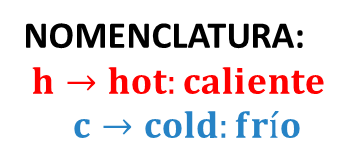 NOMENCLATURA:
h → hot: caliente
c → cold: frío